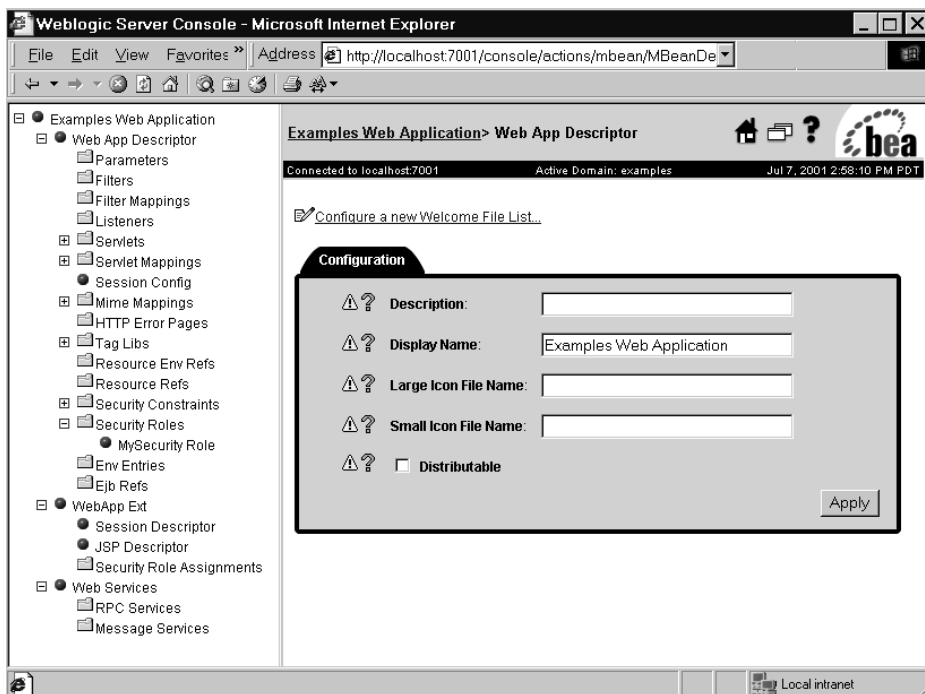 Weblogic Server Console - Microsoft Internet Explorer
File Edit View Favorites » Address http://localhost:7001/console/actions/mbean/MBeanDe
Examples Web Application
Web App Descriptor
Parameters
Filters
Filter Mappings
Listeners
Servlets
Servlet Mappings
Session Config
Mime Mappings
HTTP Error Pages
Tag Libs
Resource Env Refs
Resource Refs
Security Constraints
Security Roles
MySecurity Role
Env Entries
Ejb Refs
WebApp Ext
Session Descriptor
JSP Descriptor
Security Role Assignments
Web Services
RPC Services
Message Services
Examples Web Application> Web App Descriptor
bea
Connected to localhost:7001 Active Domain: examples Jul 7, 2001 2:58:10 PM PDT
Configure a new Welcome File List...
Configuration
? Description:
? Display Name: Examples Web Application
? Large Icon File Name:
? Small Icon File Name:
? Distributable
Apply
Local intranet